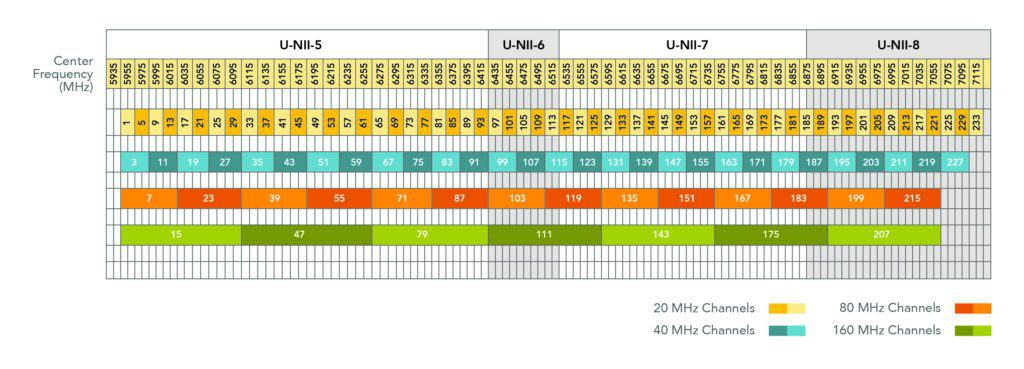 U-NII-5 U-NII-6 U-NII-7 U-NII-8
Center
Frequency
(MHz)
5935 5955 5975 5995 6015 6035 6055 6075 6095 6115 6135 6155 6175 6195 6215 6235 6255 6275 6295 6315 6335 6355 6375 6395 6415 6435 6455 6475 6495 6515 6535 6555 6575 6595 6615 6635 6655 6675 6695 6715 6735 6755 6775 6795 6815 6835 6855 6875 6895 6915 6935 6955 6975 6995 7015 7035 7055 7075 7095 7115
1 5 9 13 17 21 25 29 33 37 41 45 49 53 57 61 65 69 73 77 81 85 89 93 97 101 105 109 113 117 121 125 129 133 137 141 145 149 153 157 161 165 169 173 177 181 185 189 193 197 201 205 209 213 217 221 225 229 233
3 11 19 27 35 43 51 59 67 75 83 91 99 107 115 123 131 139 147 155 163 171 179 187 195 203 211 219 227
7 23 39 55 71 87 103 119 135 151 167 183 199 215
15 47 79 111 143 175 207
20 MHz Channels 80 MHz Channels
40 MHz Channels 160 MHz Channels